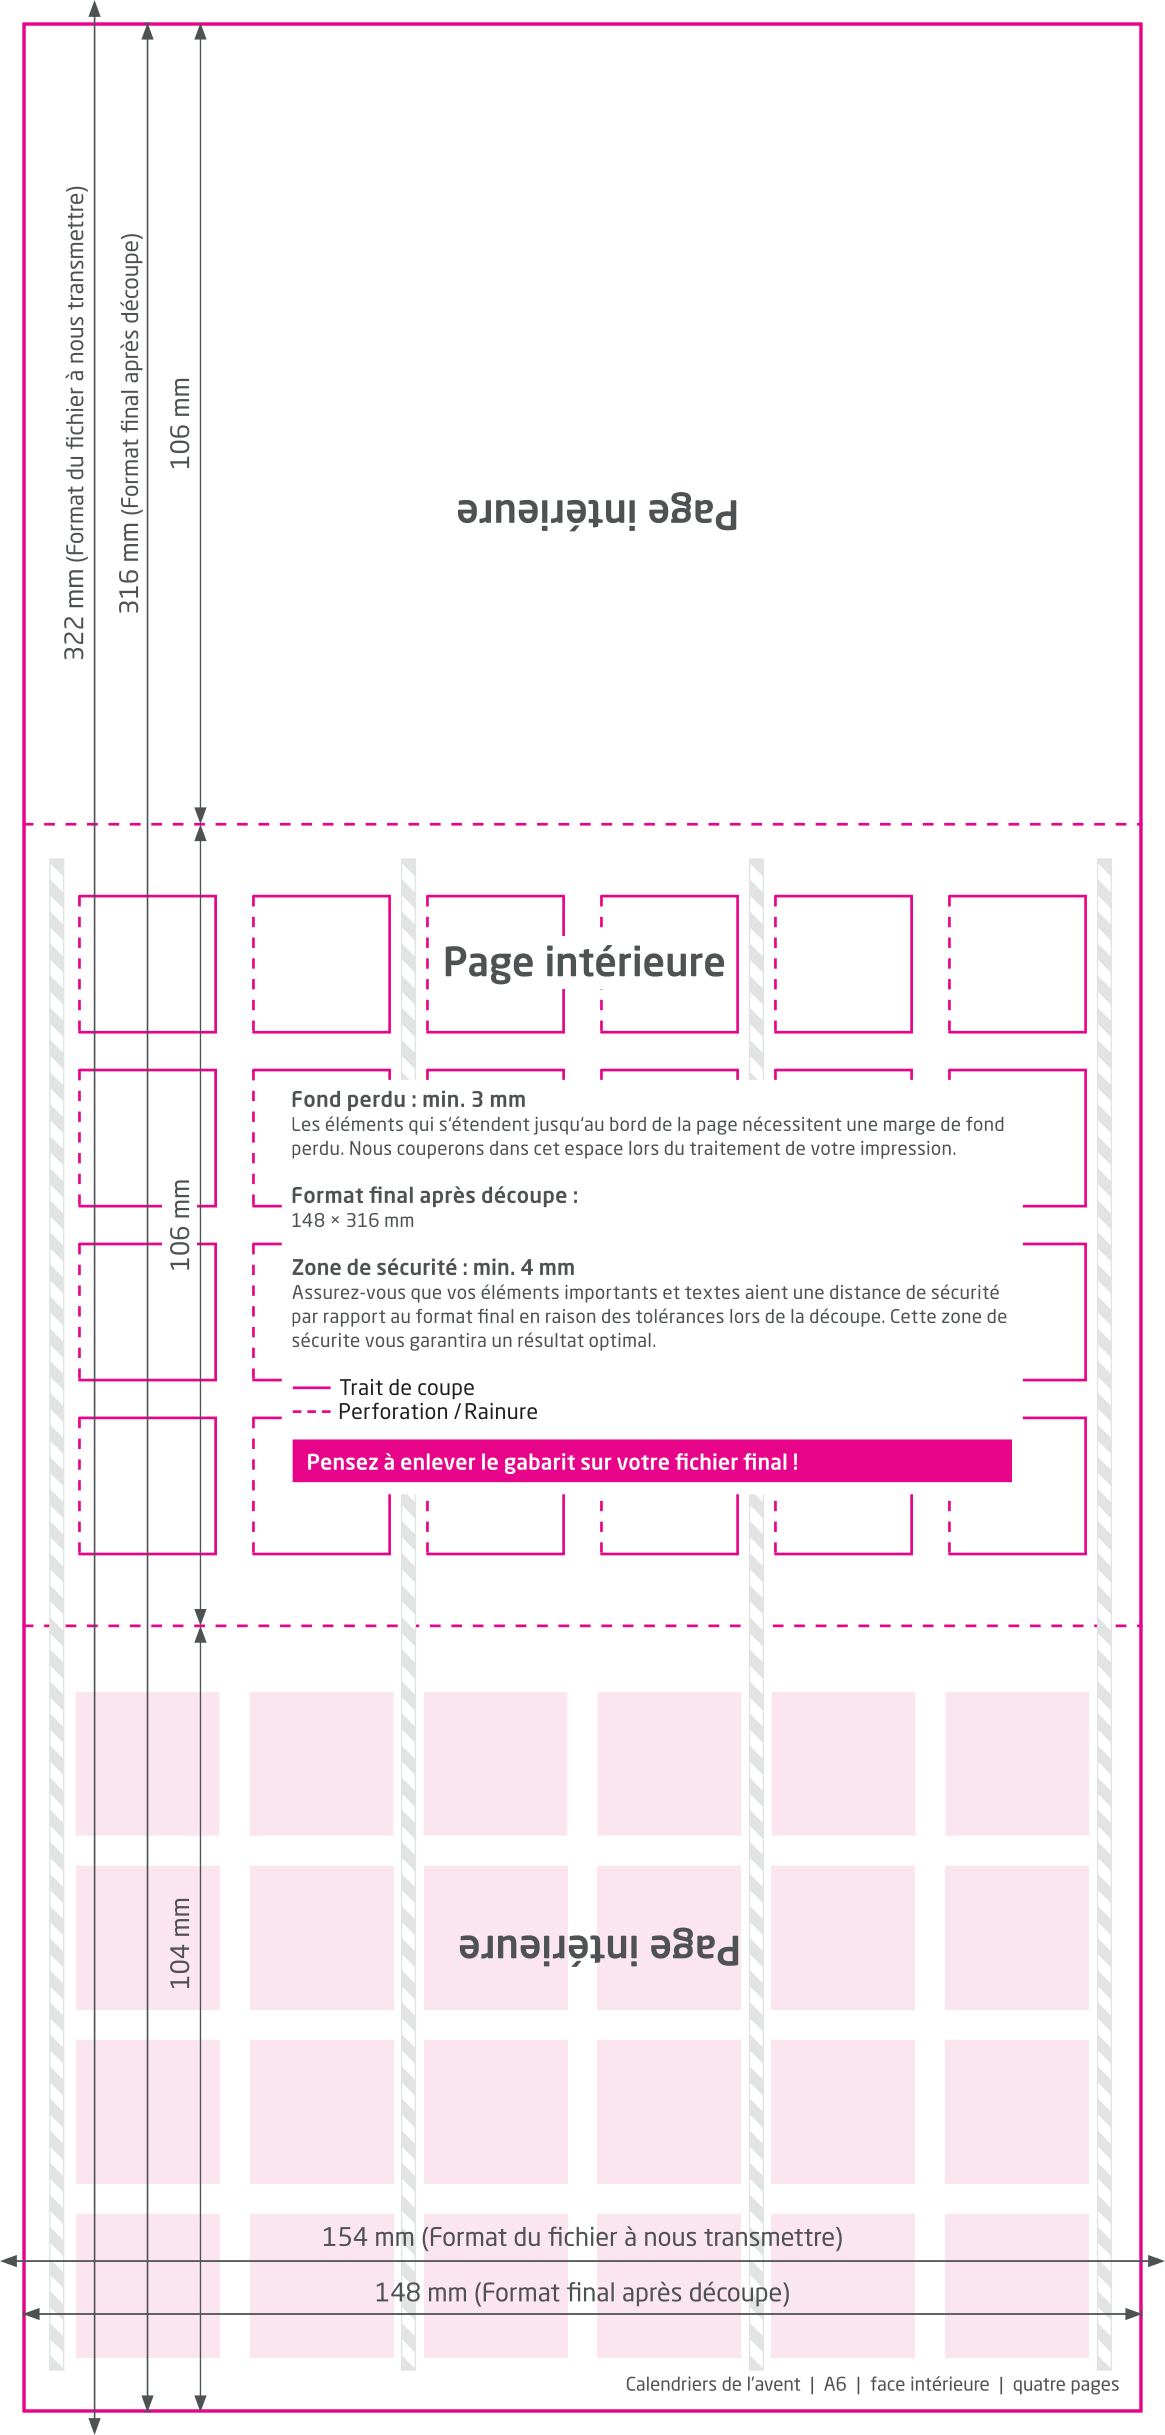 322 mm (Format du fichier à nous transmettre)
316 mm (Format final après découpe)
106 mm
Page intérieure
Page intérieure
106 mm
Fond perdu : min. 3 mm
Les éléments qui s‘étendent jusqu‘au bord de la page nécessitent une marge de fond
perdu. Nous couperons dans cet espace lors du traitement de votre impression.
Format final après découpe :
148 × 316 mm
Zone de sécurité : min. 4 mm
Assurez-vous que vos éléments importants et textes aient une distance de sécurité
par rapport au format final en raison des tolérances lors de la découpe. Cette zone de
sécurite vous garantira un résultat optimal.
Trait de coupe
Perforation / Rainure
Pensez à enlever le gabarit sur votre fichier final !
104 mm
Page intérieure
154 mm (Format du fichier à nous transmettre)
148 mm (Format final après découpe)
Calendriers de l’avent | A6 | face intérieure | quatre pages